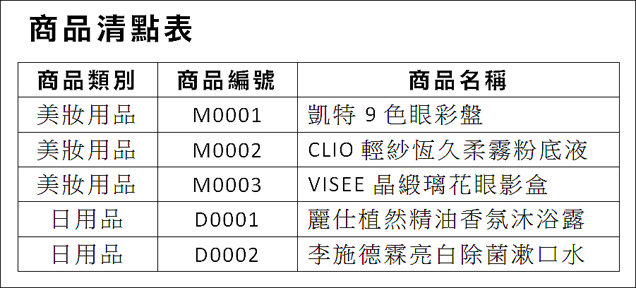 商品清點表
商品類別 商品編號 商品名稱
美妝用品 M0001 凱特 9 色眼彩盤
美妝用品 M0002 CLIO 輕紗恆久柔霧粉底液
美妝用品 M0003 VISEE 晶緞璃花眼影盒
日用品 D0001 麗仕植然精油香氛沐浴露
日用品 D0002 李施德霖亮白除菌漱口水